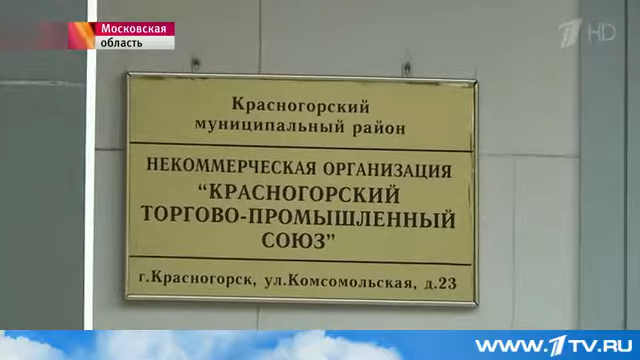 Московская
область
1 HD
Красногорский
муниципальный район
НЕКОММЕРЧЕСКАЯ ОРГАНИЗАЦИЯ
“КРАСНОГОРСКИЙ
ТОРГОВО-ПРОМЫШЛЕННЫЙ
СОЮЗ”
г.Красногорск, ул.Комсомольская, д.23
WWW.1TV.RU